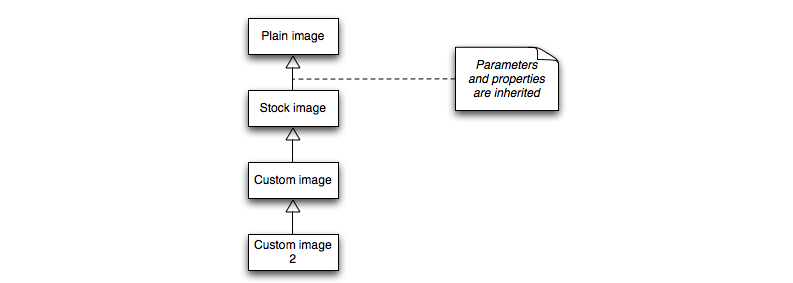 Plain image
Parameters
and properties
are inherited
Stock image
Custom image
Custom image
2